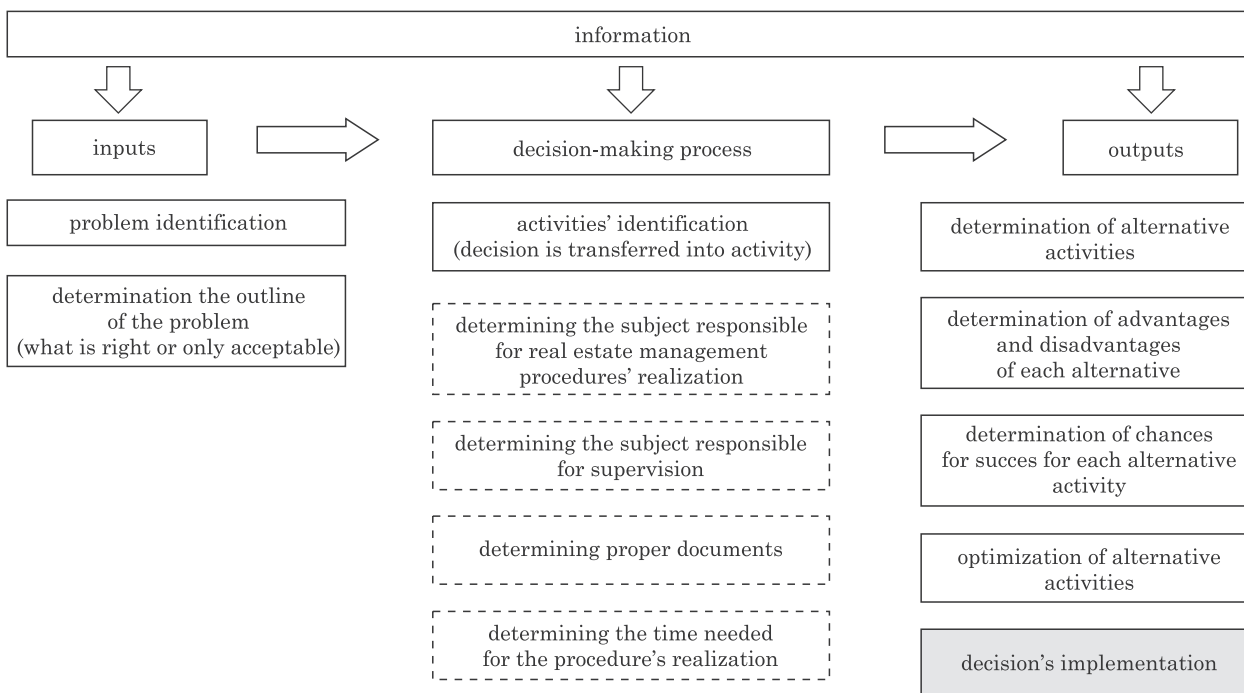 information
inputs
decision-making process
outputs
problem identification
determination the outline
of the problem
(what is right or only acceptable)
activities’ identification
(decision is transferred into activity)
determining the subject responsible
for real estate management
procedures’ realization
determining the subject responsible
for supervision
determining proper documents
determining the time needed
for the procedure’s realization
determination of alternative
activities
determination of advantages
and disadvantages
of each alternative
determination of chances
for succes for each alternative
activity
optimization of alternative
activities
decision’s implementation